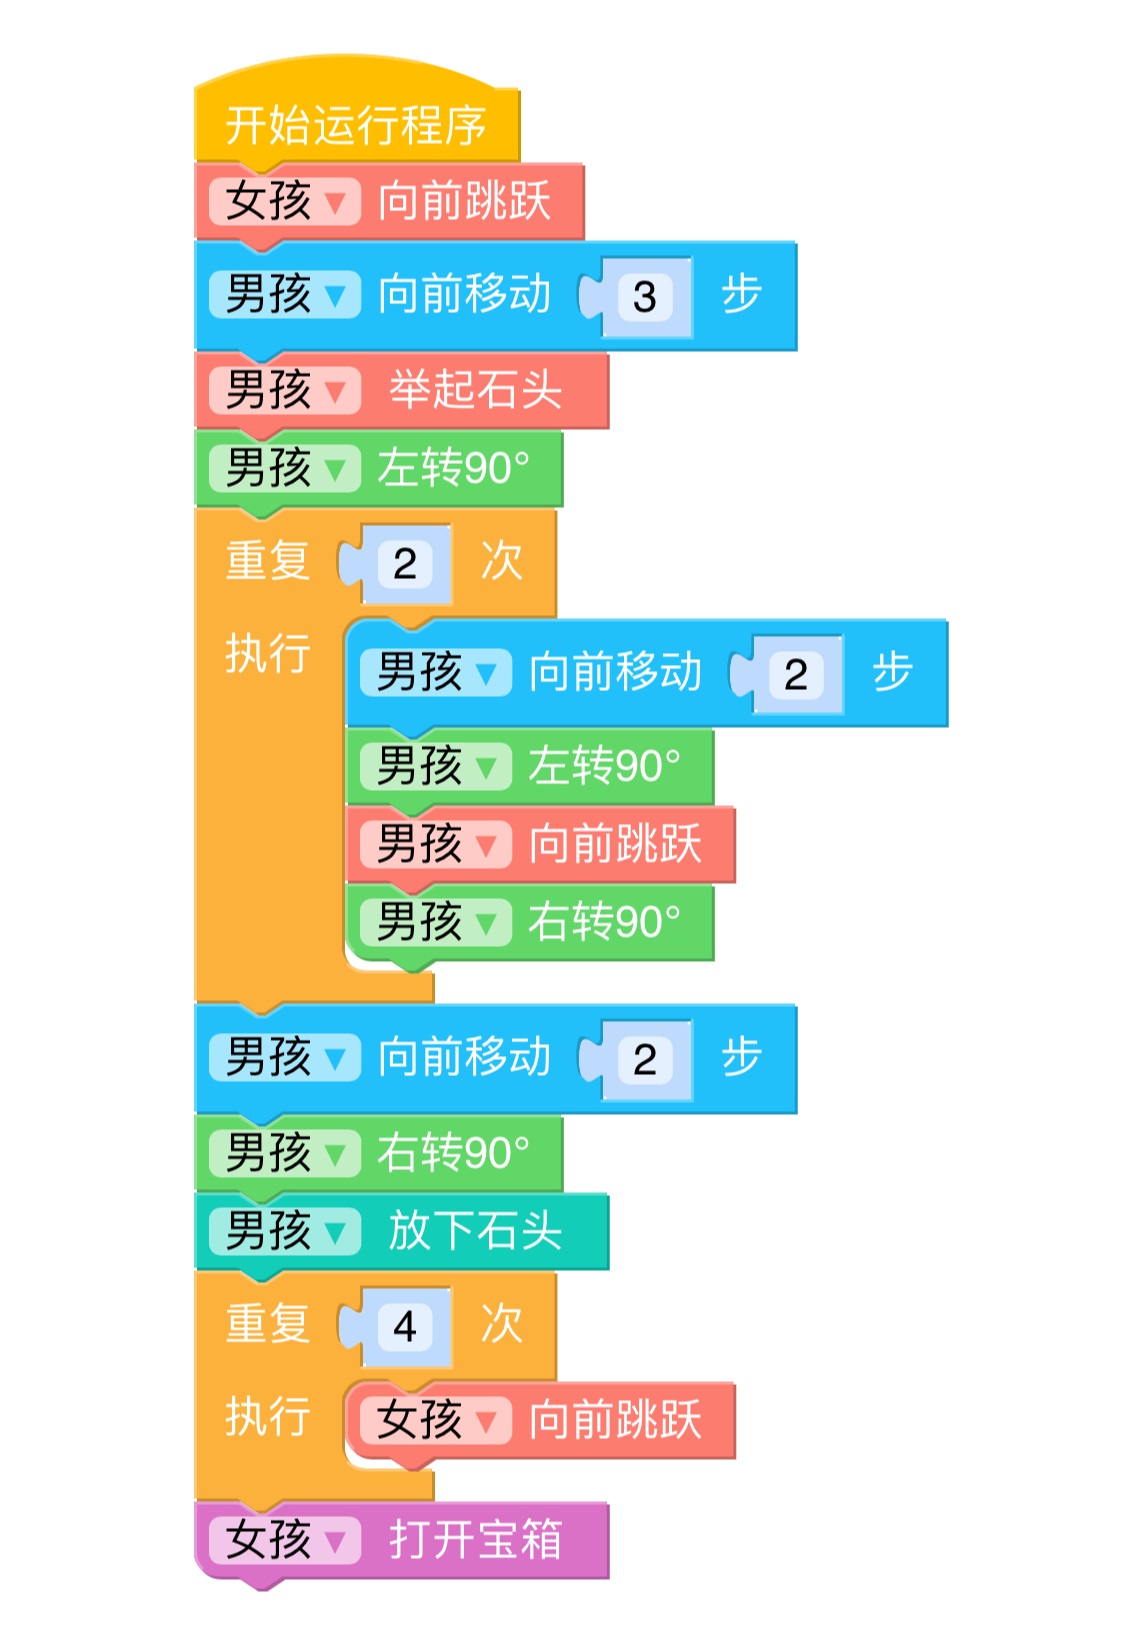 开始运行程序
女孩▼ 向前跳跃
男孩▼ 向前移动 3 步
男孩▼ 举起石头
男孩▼ 左转90°
重复 2 次
执行 男孩▼ 向前移动 2 步
男孩▼ 左转90°
男孩▼ 向前跳跃
男孩▼ 右转90°
男孩▼ 向前移动 2 步
男孩▼ 右转90°
男孩▼ 放下石头
重复 4 次
执行 女孩▼ 向前跳跃
女孩▼ 打开宝箱